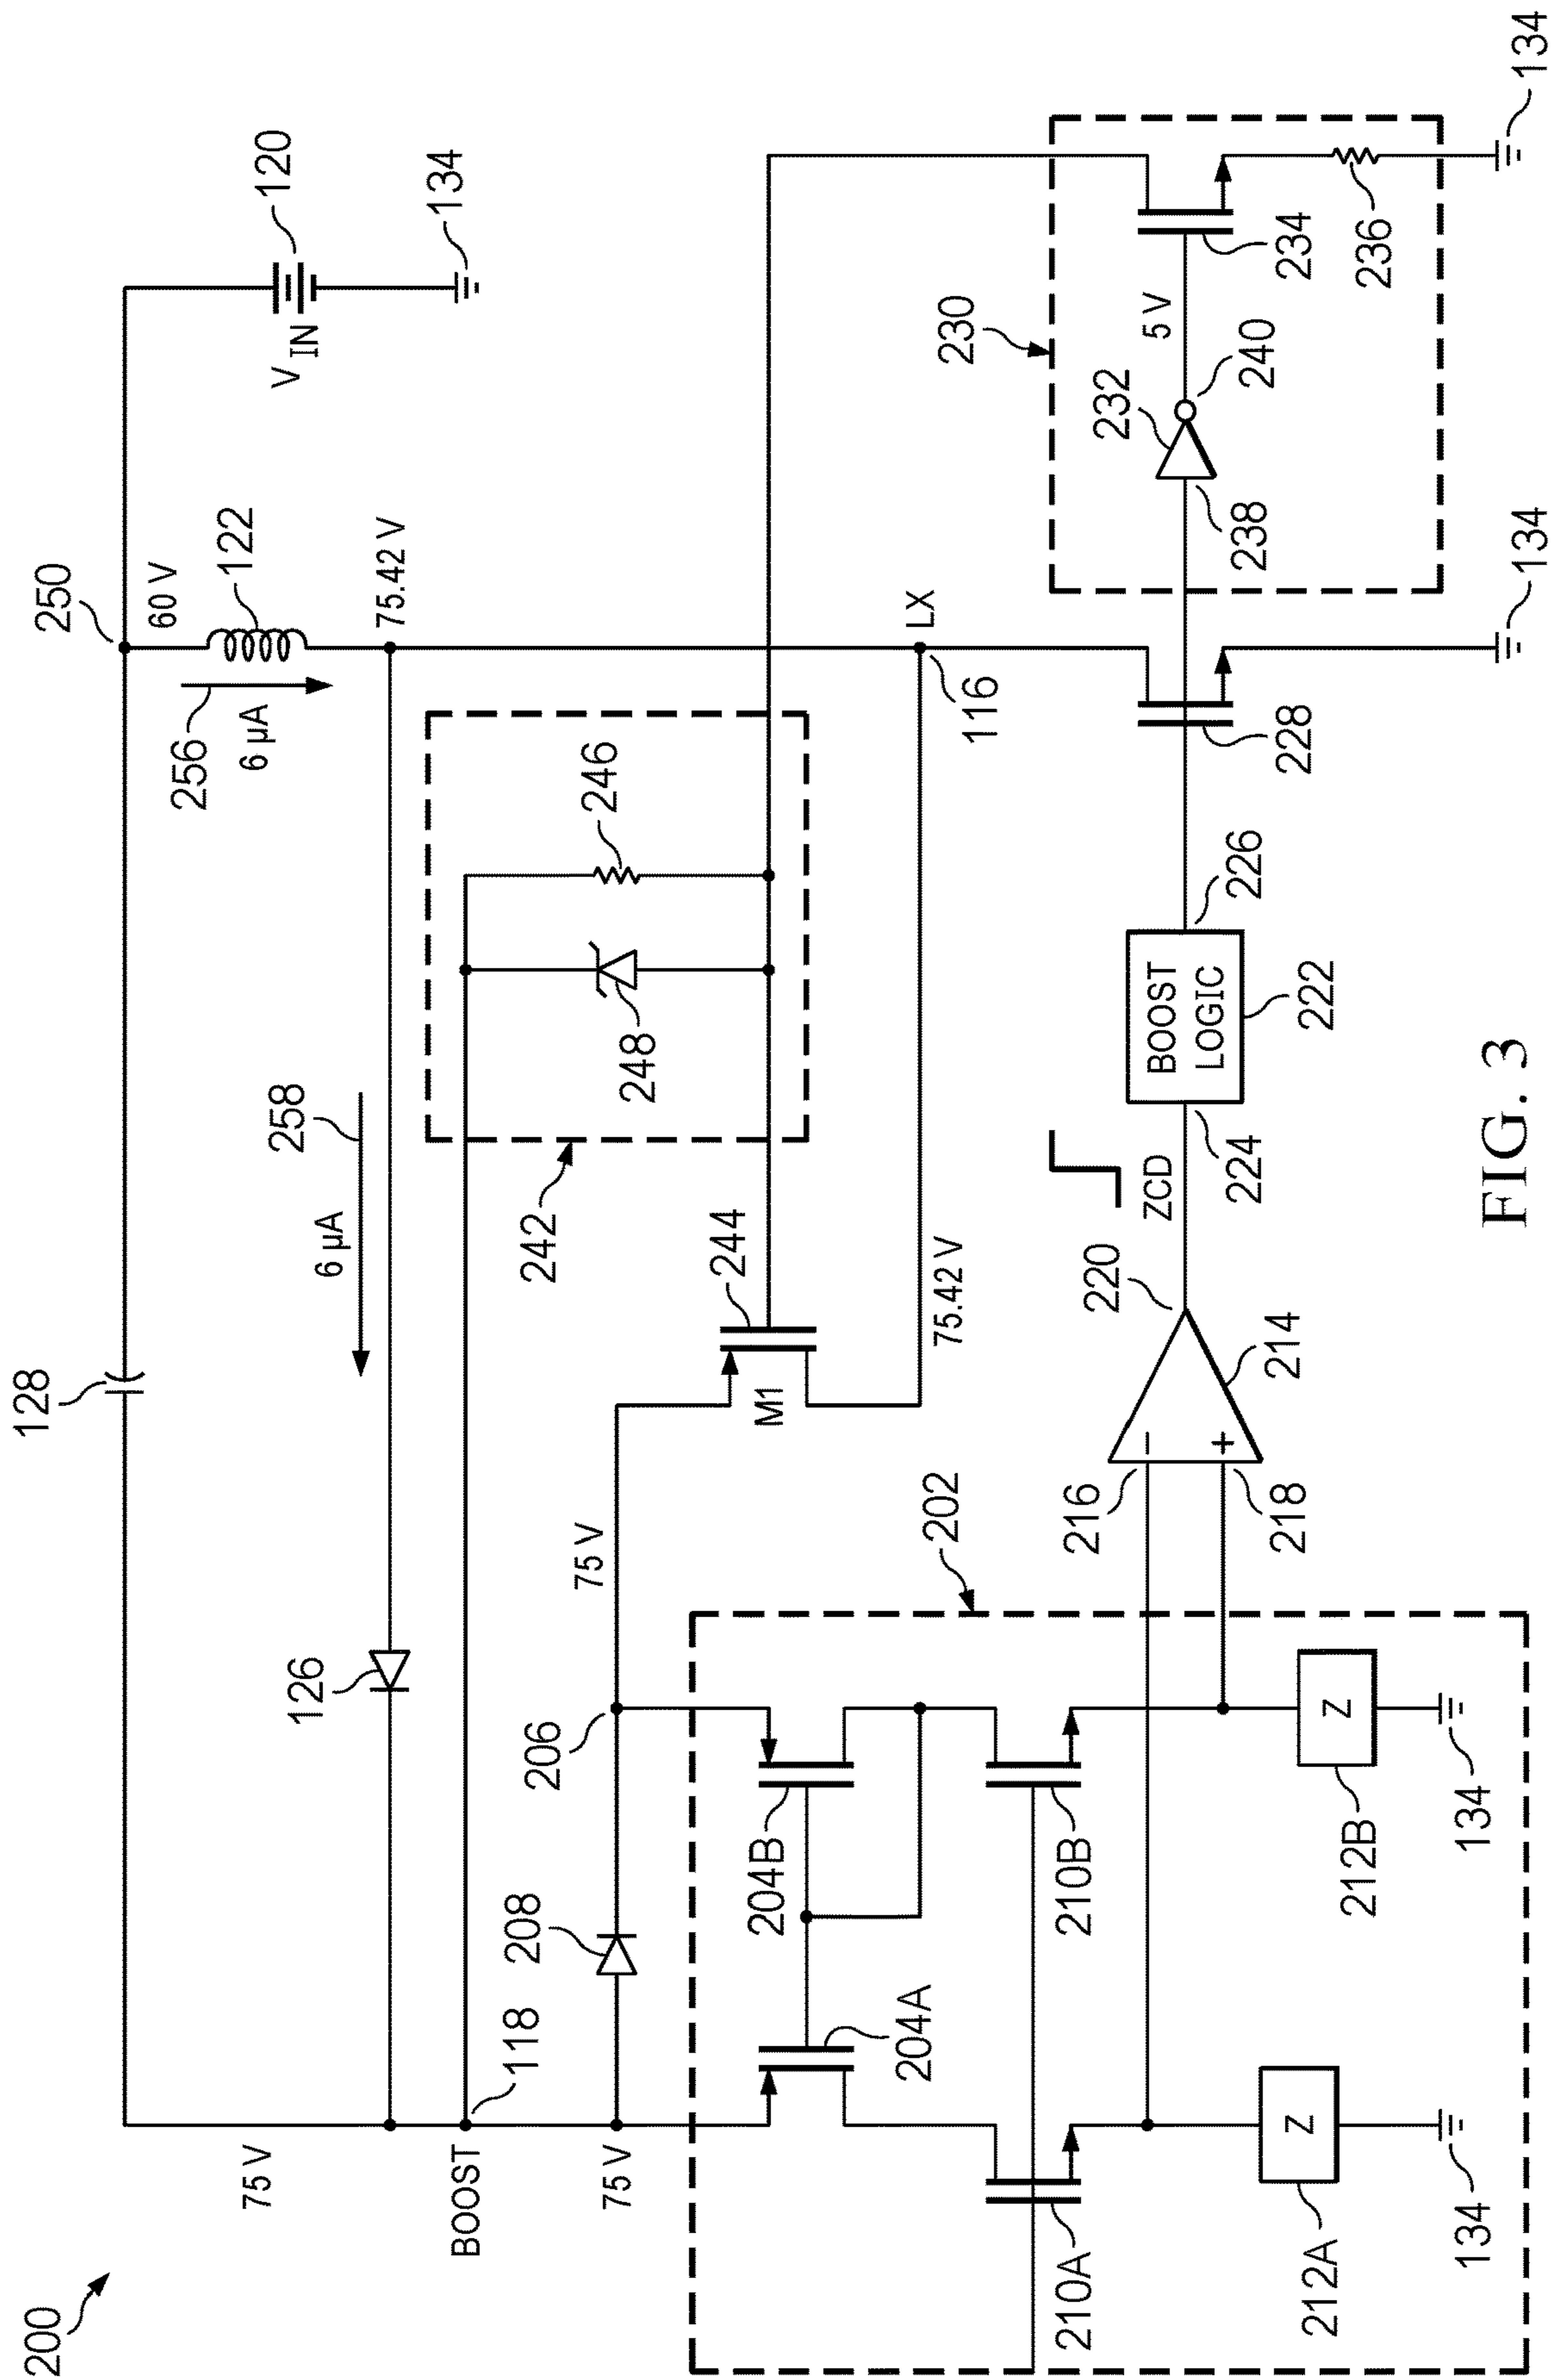 200
128
250
60 V
122
256
6 µA
120
V IN
134
75 V
258
6 µA
126
75.42 V
BOOST
118
242
248
246
75 V
208
206
75 V
244
M1
75.42 V
LX
116
202
204A
204B
210A
210B
212A
Z
134
212B
Z
134
216
−
218
+
214
220
ZCD
224
BOOST
LOGIC
222
226
228
134
230
232
238
240
5 V
234
236
134
FIG. 3